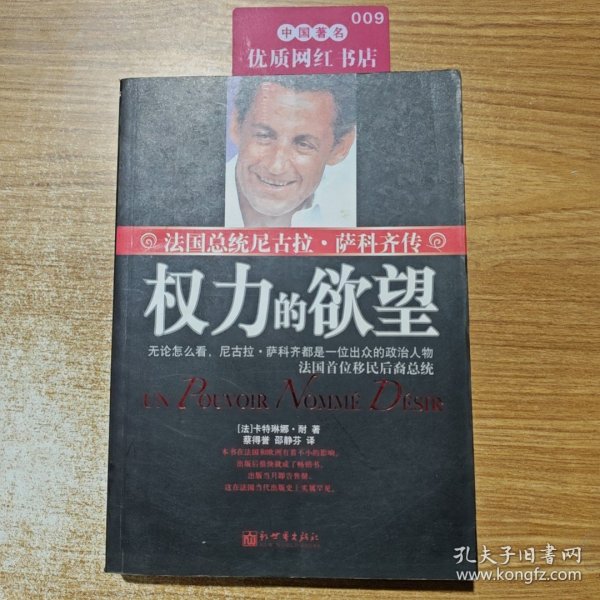 009
中国著名
优质网红书店
法国总统尼古拉·萨科齐传
权力的欲望
无论怎么看，尼古拉·萨科齐都是一位出众的政治人物
法国首位移民后裔总统
UN POUVOIR NOMMÉ DÉSIR
[法]卡特琳娜·耐 著
蔡得誉 邵静芬 译
本书在法国和欧洲有着不小的影响，
出版后很快就成了畅销书，
出版当月即告售罄，
这在法国当代出版史上实属罕见。
新世界出版社
NEW WORLD PRESS
孔夫子旧书网
www.kongfz.com